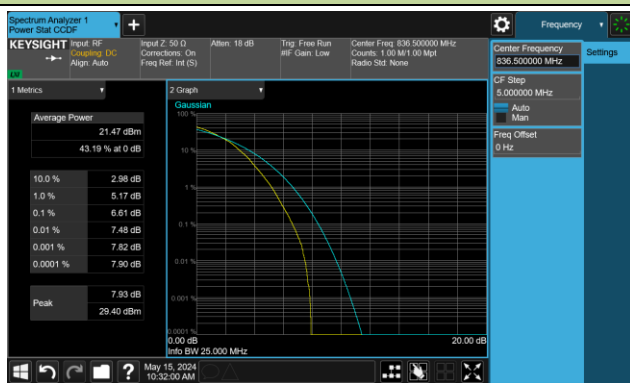 Spectrum Analyzer 1
Power Stat CCDF
Frequency
KEYSIGHT
Input: RF
Coupling: DC
Align: Auto
Input Z: 50 Ω
Corrections: On
Freq Ref: Int (S)
Atten: 18 dB
Trig: Free Run
#IF Gain: Low
Center Freq: 836.500000 MHz
Counts: 1.00 M/1.00 Mpt
Radio Std: None
LXI
Center Frequency
836.500000 MHz
Settings
CF Step
5.000000 MHz
Auto
Man
Freq Offset
0 Hz
1 Metrics
Average Power
21.47 dBm
43.19 % at 0 dB
10.0 % 2.98 dB
1.0 % 5.17 dB
0.1 % 6.61 dB
0.01 % 7.48 dB
0.001 % 7.82 dB
0.0001 % 7.90 dB
Peak
7.93 dB
29.40 dBm
2 Graph
Gaussian
100 %
10 %
1 %
0.1 %
0.01 %
0.001 %
0.0001 %
0.00 dB
20.00 dB
Info BW 25.000 MHz
?
May 15, 2024
10:32:00 AM